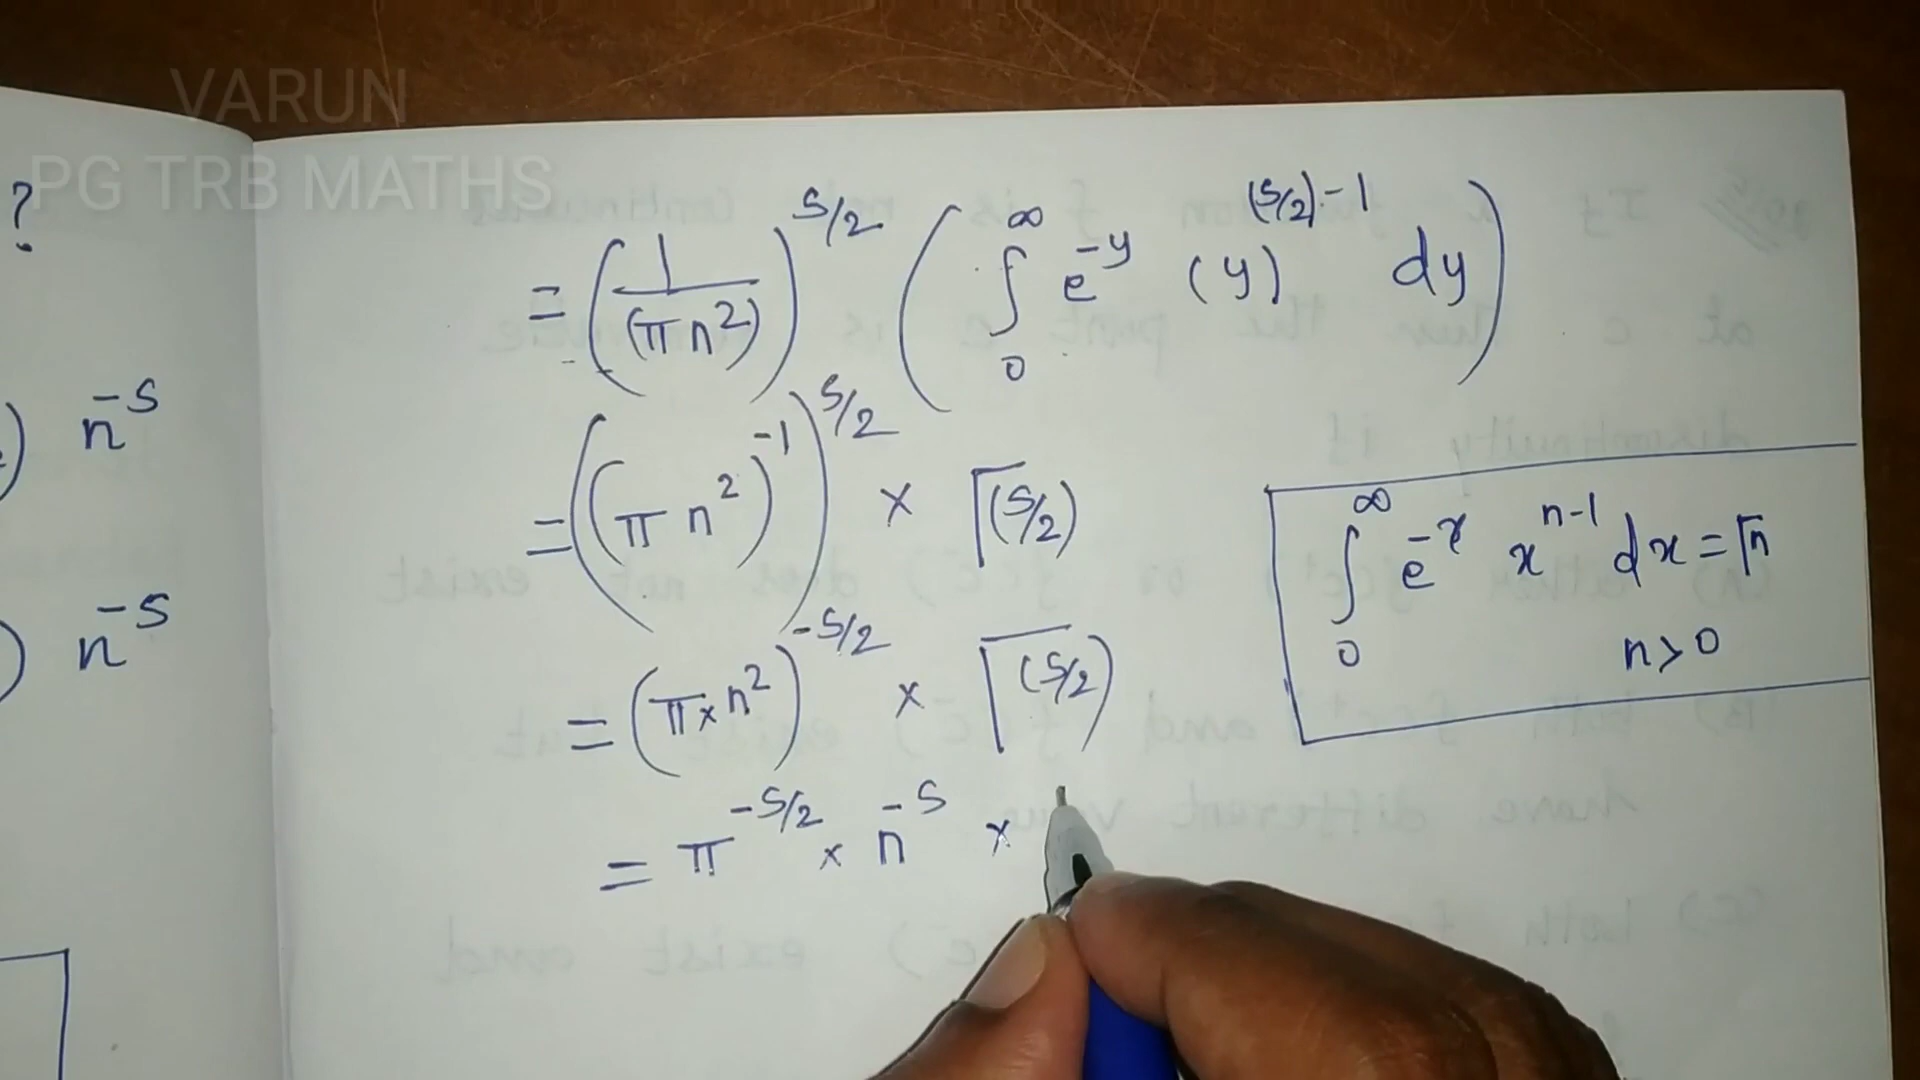 VARUN
PG TRB MATHS
?
n^{-s}
n^{-s}
= (1/(πn²))^{s/2} (∫₀^∞ e^{-y} (y)^{(s/2)-1} dy)
= ((πn²)^{-1})^{s/2} × Γ(s/2)
= (π×n²)^{-s/2} × Γ(s/2)
= π^{-s/2} × n^{-s} ×
∫₀^∞ e^{-x} x^{n-1} dx = Γn
n>0